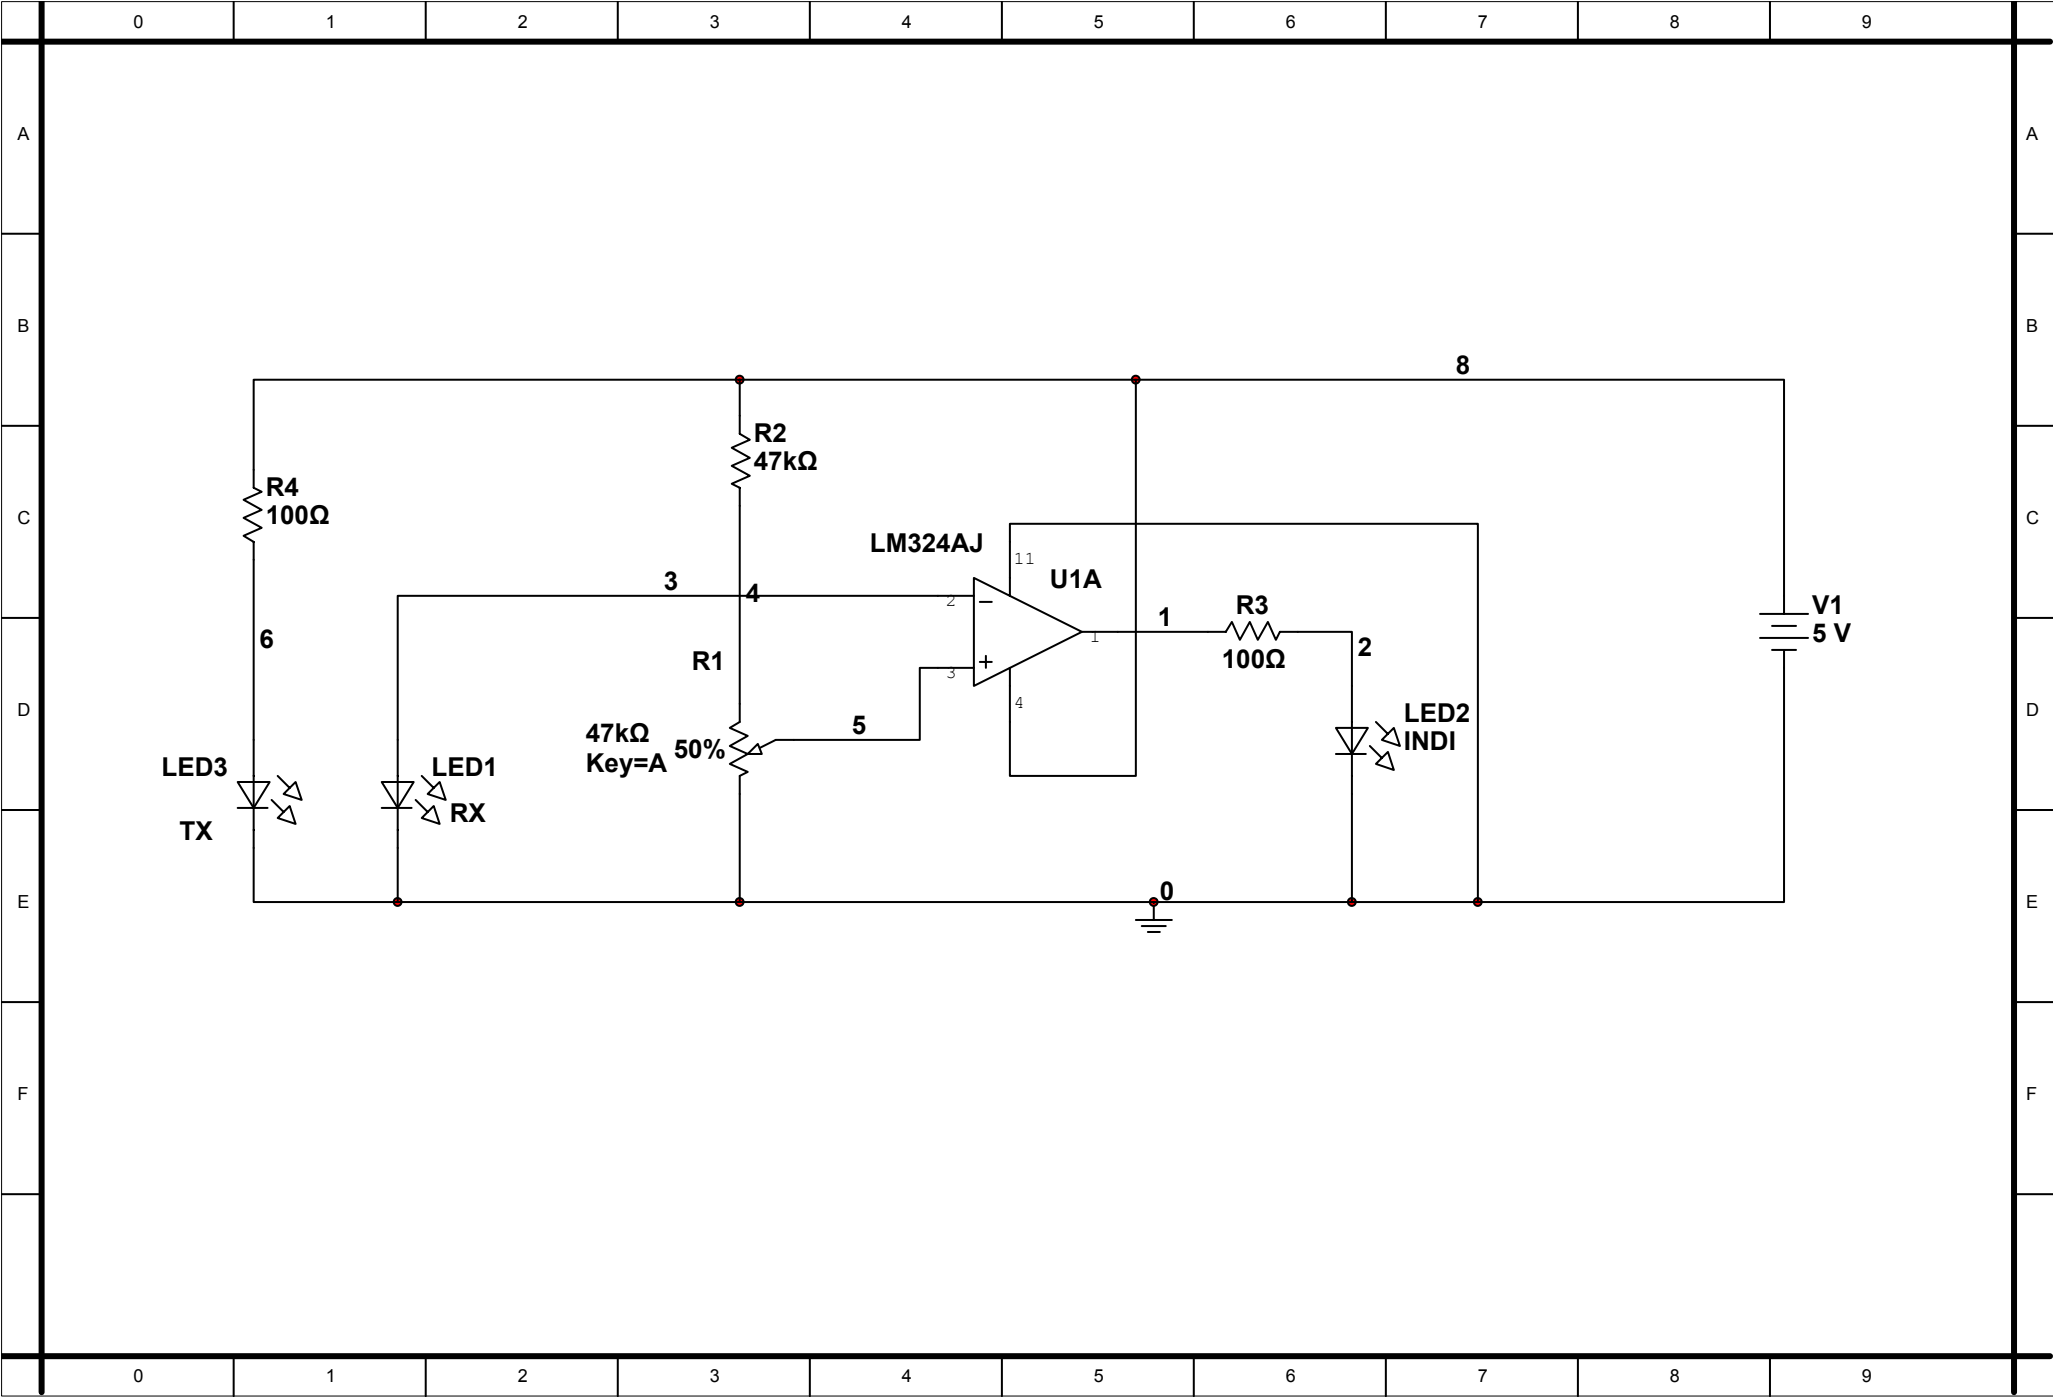 0 1 2 3 4 5 6 7 8 9
A A
B B
8
R2
47kΩ
R4
100Ω
C C
LM324AJ
11
U1A
3
4
2
R3
1
1
100Ω
2
V1
5 V
6
R1
3
4
D D
5
47kΩ
Key=A
50%
LED2
INDI
LED3
TX
LED1
RX
E E
0
F F
0 1 2 3 4 5 6 7 8 9